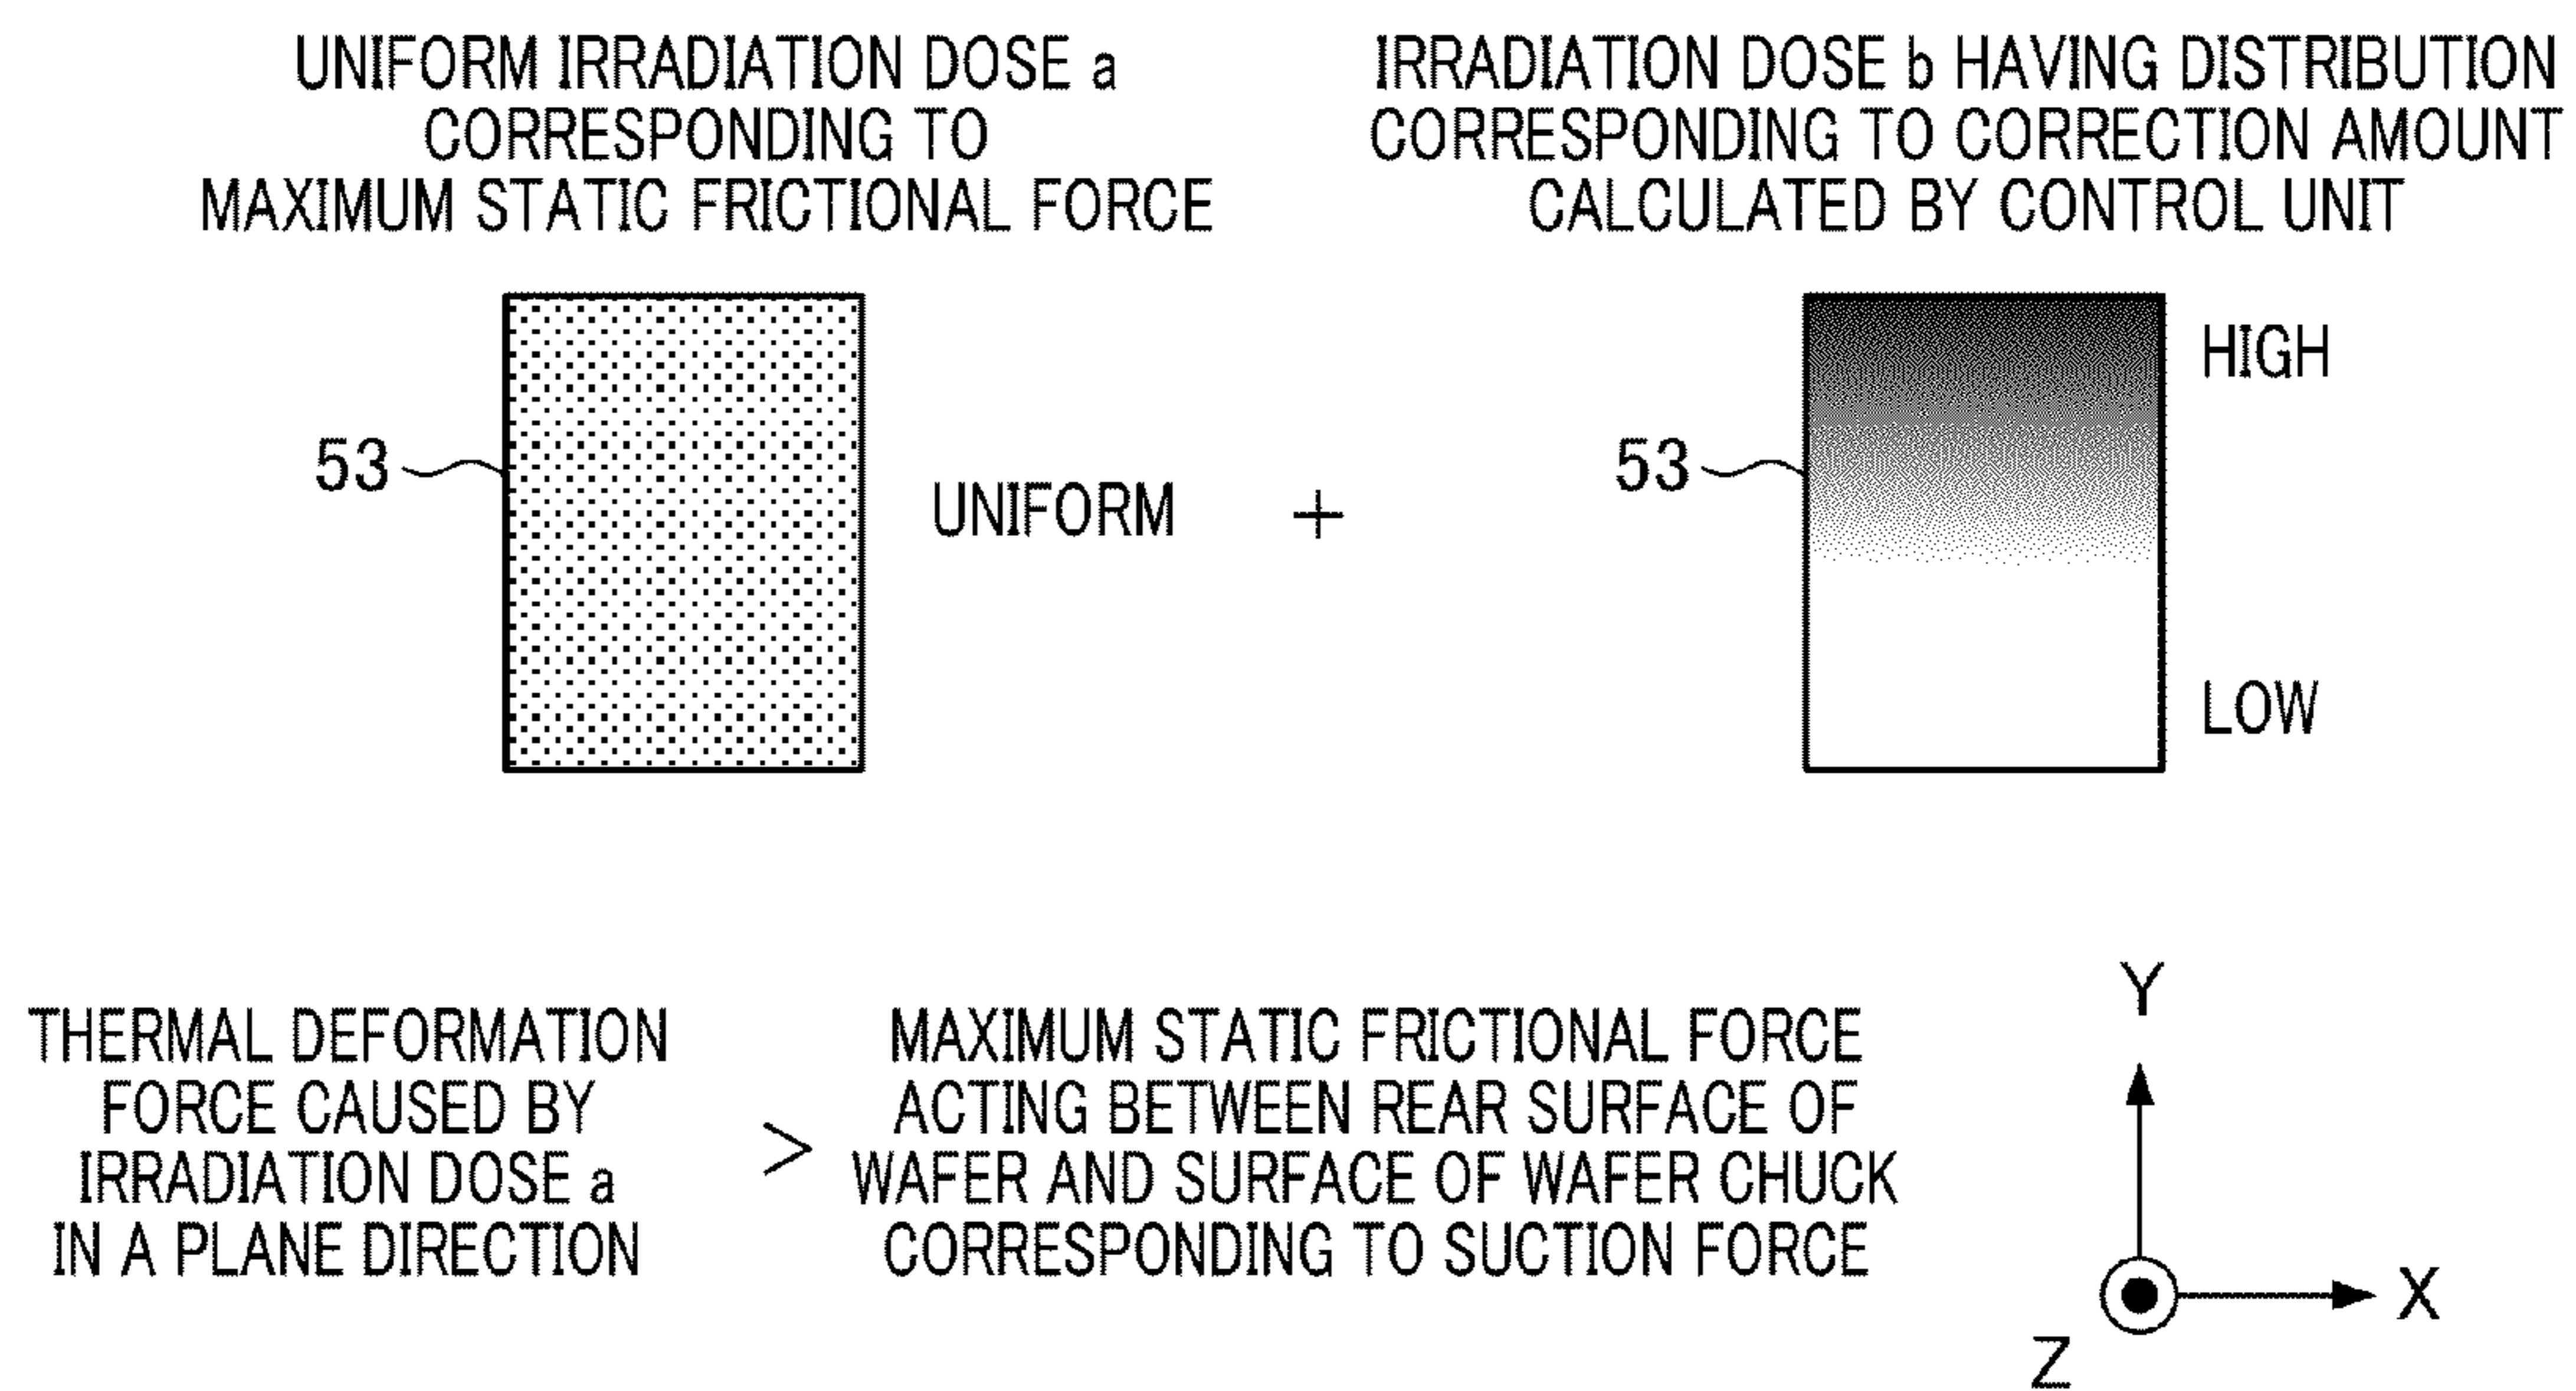 UNIFORM IRRADIATION DOSE a
CORRESPONDING TO
MAXIMUM STATIC FRICTIONAL FORCE
IRRADIATION DOSE b HAVING DISTRIBUTION
CORRESPONDING TO CORRECTION AMOUNT
CALCULATED BY CONTROL UNIT
53
UNIFORM
+
53
HIGH
LOW
THERMAL DEFORMATION
FORCE CAUSED BY
IRRADIATION DOSE a
IN A PLANE DIRECTION
>
MAXIMUM STATIC FRICTIONAL FORCE
ACTING BETWEEN REAR SURFACE OF
WAFER AND SURFACE OF WAFER CHUCK
CORRESPONDING TO SUCTION FORCE
Y
X
Z